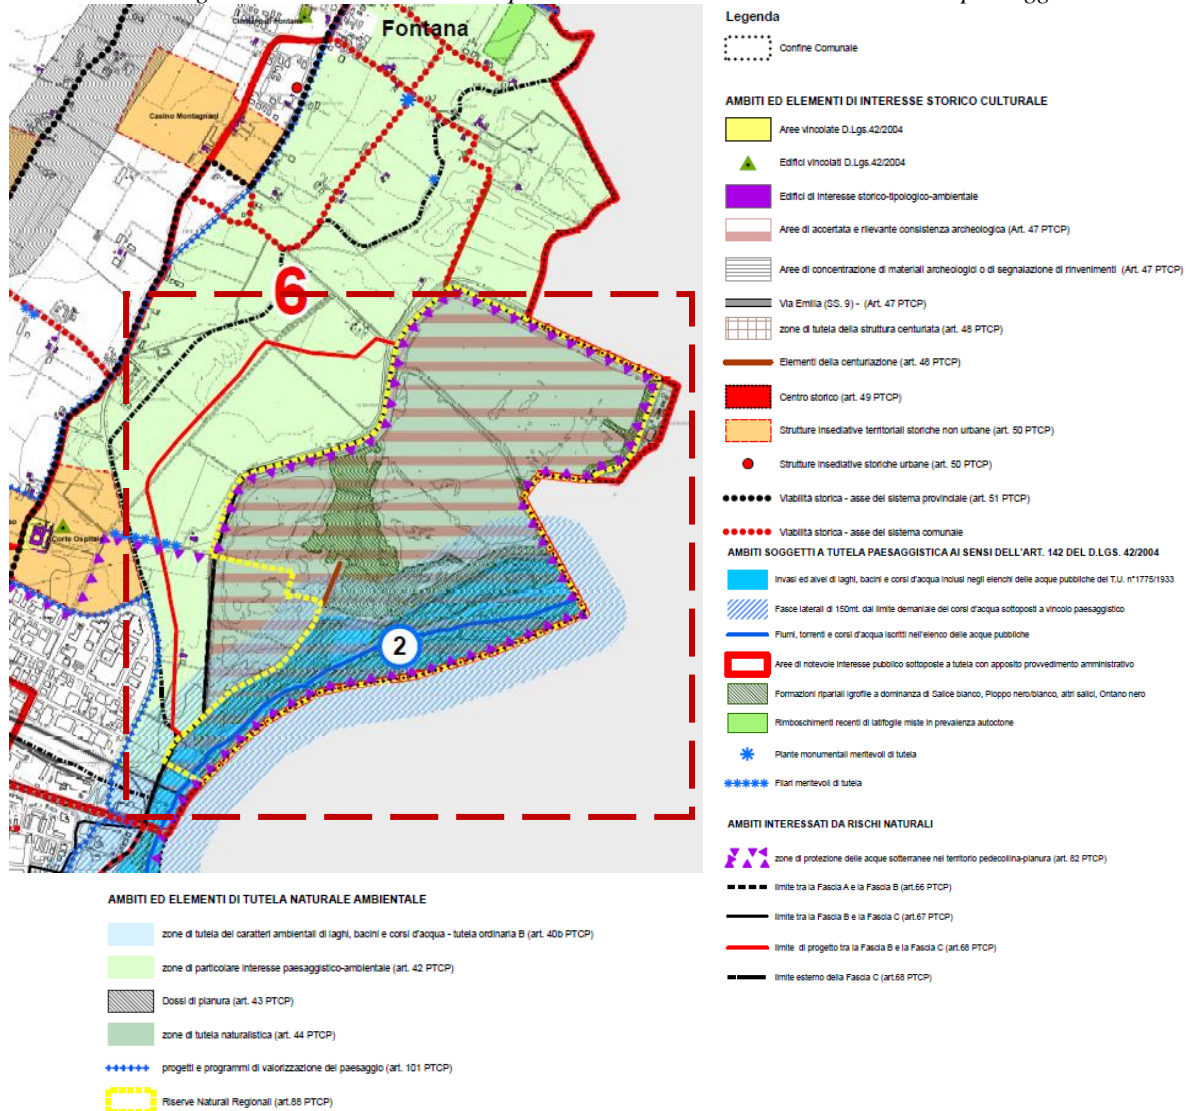 Fontana
Casino Montagnani
6
Corte Ospitale
2
Legenda
Confine Comunale
AMBITI ED ELEMENTI DI INTERESSE STORICO CULTURALE
Aree vincolate D.Lgs.42/2004
Edifici vincolati D.Lgs.42/2004
Edifici di interesse storico-tipologico-ambientale
Aree di accertata e rilevante consistenza archeologica (Art. 47 PTCP)
Aree di concentrazione di materiali archeologici o di segnalazione di rinvenimenti (Art. 47 PTCP)
Via Emilia (SS. 9) - (Art. 47 PTCP)
zone di tutela della struttura centuriata (art. 48 PTCP)
Elementi della centuriazione (art. 48 PTCP)
Centro storico (art. 49 PTCP)
Strutture insediative territoriali storiche non urbane (art. 50 PTCP)
Strutture insediative storiche urbane (art. 50 PTCP)
Viabilità storica - asse del sistema provinciale (art. 51 PTCP)
Viabilità storica - asse del sistema comunale
AMBITI SOGGETTI A TUTELA PAESAGGISTICA AI SENSI DELL'ART. 142 DEL D.LGS. 42/2004
Invasi ed alvei di laghi, bacini e corsi d'acqua inclusi negli elenchi delle acque pubbliche del T.U. n°1775/1933
Fasce laterali di 150mt. dal limite demaniale dei corsi d'acqua sottoposti a vincolo paesaggistico
Fiumi, torrenti e corsi d'acqua iscritti nell'elenco delle acque pubbliche
Aree di notevole interesse pubblico sottoposte a tutela con apposito provvedimento amministrativo
Formazioni ripariali igrofile a dominanza di Salice bianco, Pioppo nero/bianco, altri salici, Ontano nero
Rimboschimenti recenti di latifoglie miste in prevalenza autoctone
Piante monumentali meritevoli di tutela
Filari meritevoli di tutela
AMBITI INTERESSATI DA RISCHI NATURALI
zone di protezione delle acque sotterranee nel territorio pedecollina-pianura (art. 82 PTCP)
limite tra la Fascia A e la Fascia B (art.66 PTCP)
limite tra la Fascia B e la Fascia C (art.67 PTCP)
limite di progetto tra la Fascia B e la Fascia C (art.68 PTCP)
limite esterno della Fascia C (art.68 PTCP)
AMBITI ED ELEMENTI DI TUTELA NATURALE AMBIENTALE
zone di tutela dei caratteri ambientali di laghi, bacini e corsi d'acqua - tutela ordinaria B (art. 40b PTCP)
zone di particolare interesse paesaggistico-ambientale (art. 42 PTCP)
Dossi di pianura (art. 43 PTCP)
zone di tutela naturalistica (art. 44 PTCP)
progetti e programmi di valorizzazione del paesaggio (art. 101 PTCP)
Riserve Naturali Regionali (art.88 PTCP)